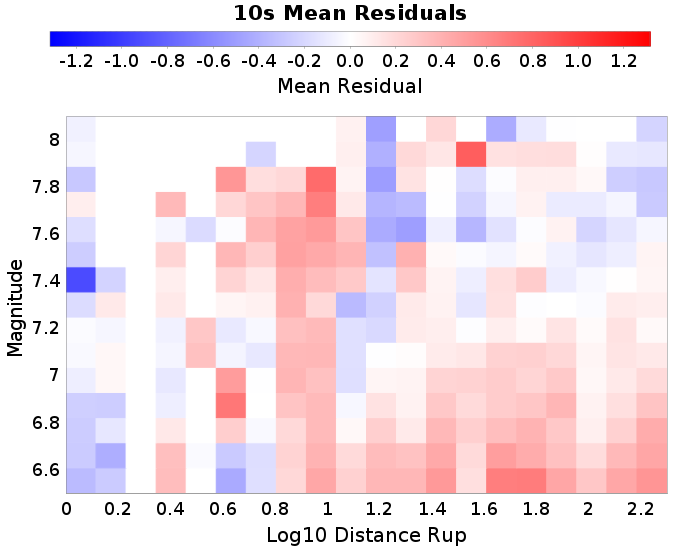 10s Mean Residuals
-1.2 -1.0 -0.8 -0.6 -0.4 -0.2 0.0 0.2 0.4 0.6 0.8 1.0 1.2
Mean Residual
8
7.8
7.6
7.4
7.2
7
6.8
6.6
Magnitude
0 0.2 0.4 0.6 0.8 1 1.2 1.4 1.6 1.8 2 2.2
Log10 Distance Rup